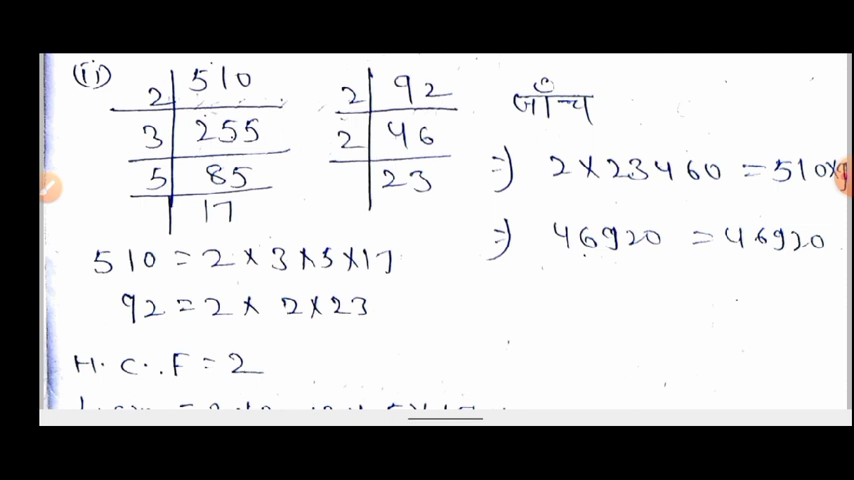 (ii)
2 | 510
3 | 255
5 | 85
17
2 | 92
2 | 46
23
510 = 2 × 3 × 5 × 17
92 = 2 × 2 × 23
H.C.F = 2
जाँच
⇒ 2 × 23460 = 510 ×
⇒ 46920 = 46920